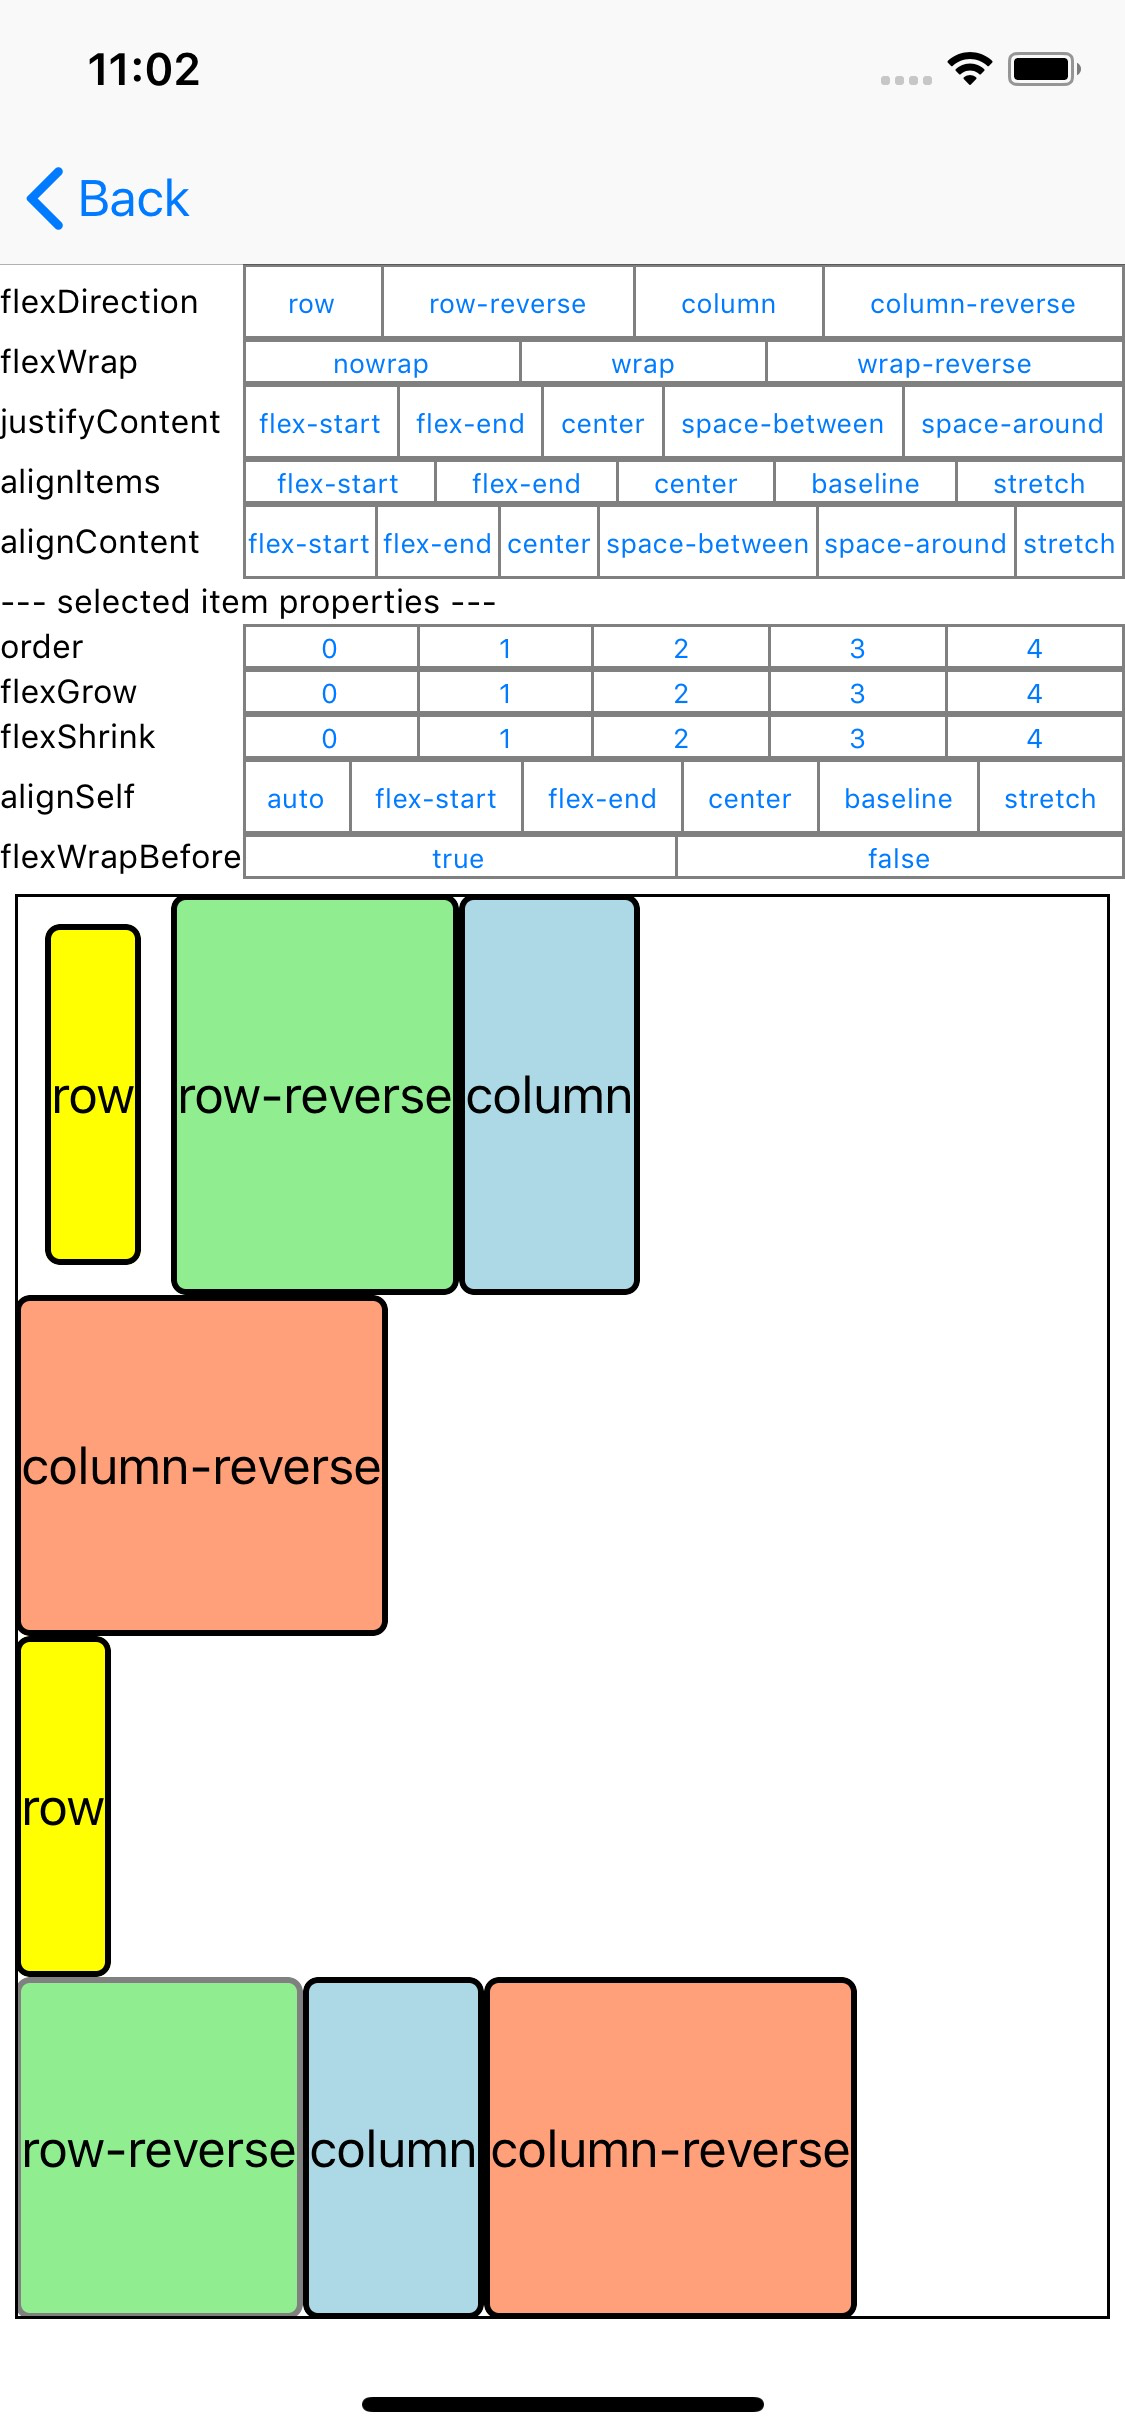 11:02
Back
flexDirection row row-reverse column column-reverse
flexWrap nowrap wrap wrap-reverse
justifyContent flex-start flex-end center space-between space-around
alignItems flex-start flex-end center baseline stretch
alignContent flex-start flex-end center space-between space-around stretch
--- selected item properties ---
order 0 1 2 3 4
flexGrow 0 1 2 3 4
flexShrink 0 1 2 3 4
alignSelf auto flex-start flex-end center baseline stretch
flexWrapBefore true false
row row-reverse column
column-reverse
row
row-reverse column column-reverse